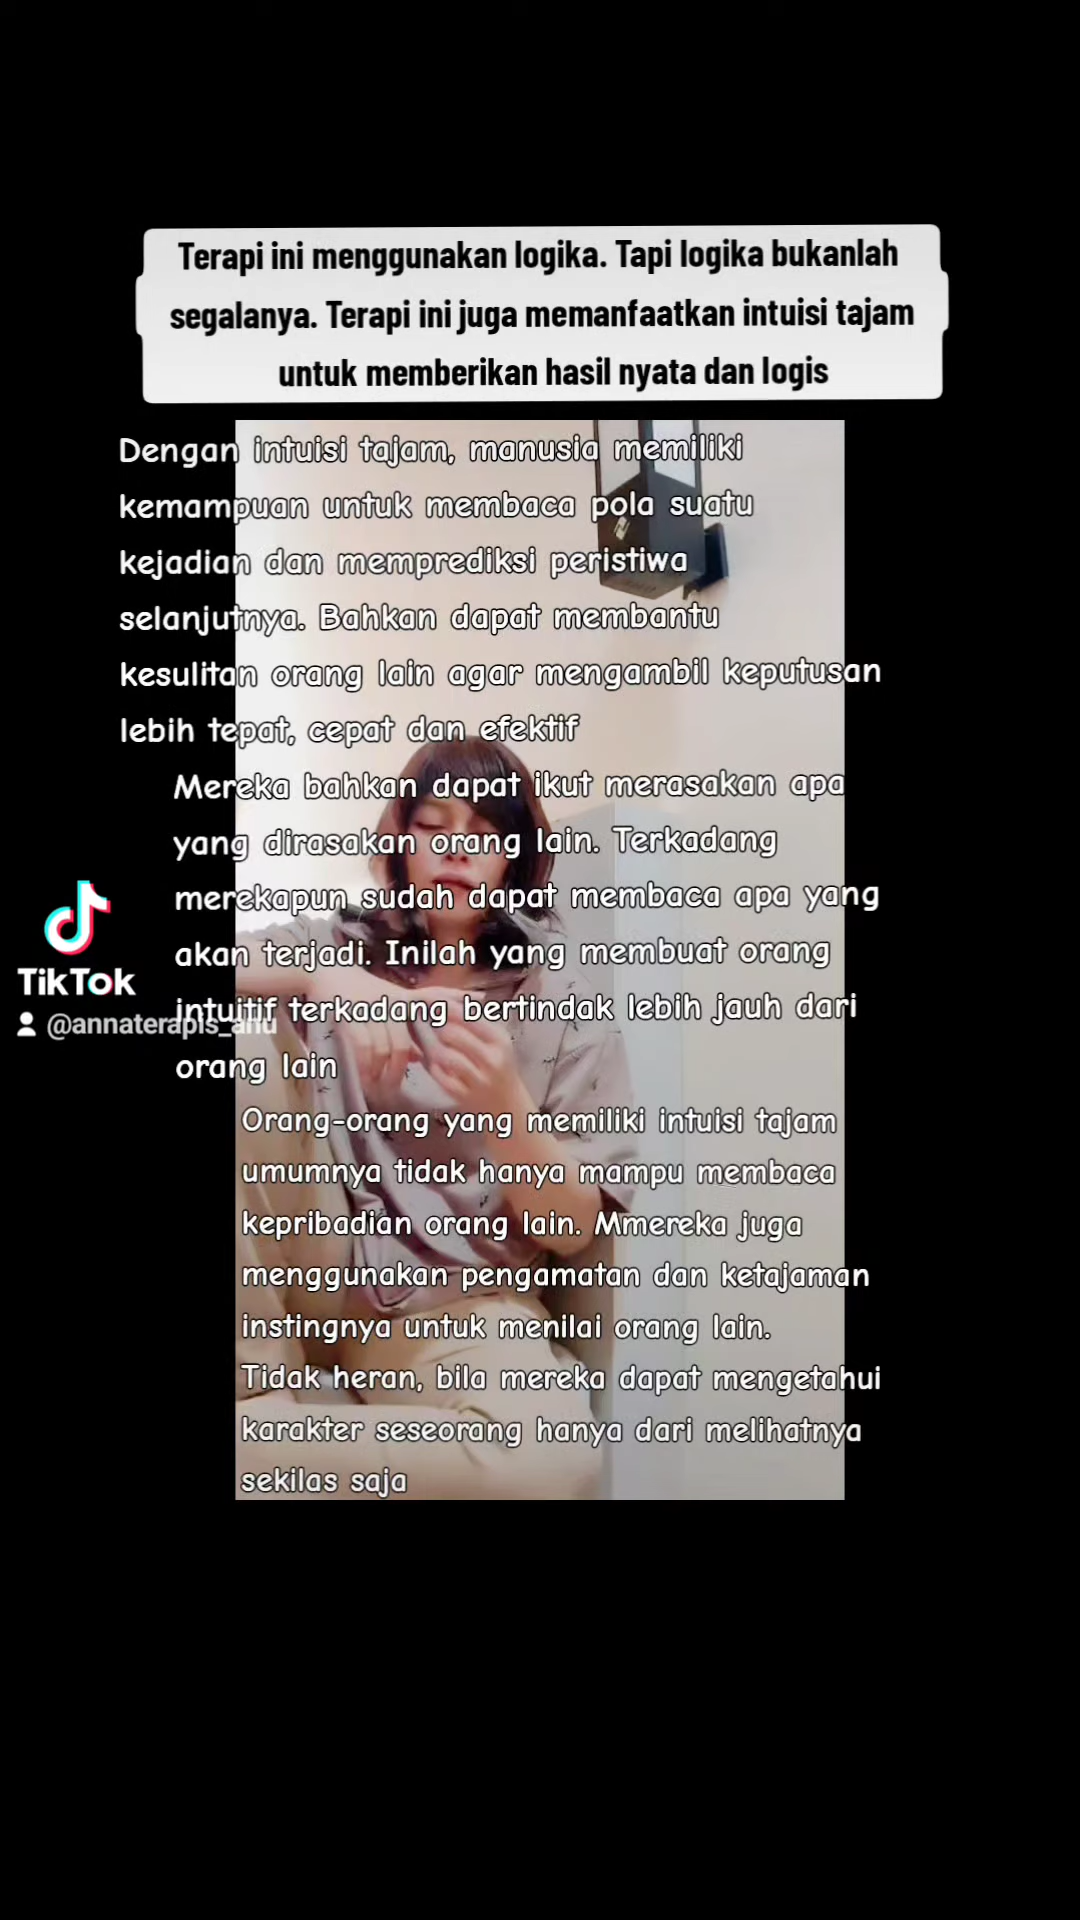 Terapi ini menggunakan logika. Tapi logika bukanlah
segalanya. Terapi ini juga memanfaatkan intuisi tajam
untuk memberikan hasil nyata dan logis
Dengan intuisi tajam, manusia memiliki
kemampuan untuk membaca pola suatu
kejadian dan memprediksi peristiwa
selanjutnya. Bahkan dapat membantu
kesulitan orang lain agar mengambil keputusan
lebih tepat, cepat dan efektif
Mereka bahkan dapat ikut merasakan apa
yang dirasakan orang lain. Terkadang
merekapun sudah dapat membaca apa yang
akan terjadi. Inilah yang membuat orang
intuitif terkadang bertindak lebih jauh dari
orang lain
TikTok
@annaterapis_anu
Orang-orang yang memiliki intuisi tajam
umumnya tidak hanya mampu membaca
kepribadian orang lain. Mmereka juga
menggunakan pengamatan dan ketajaman
instingnya untuk menilai orang lain.
Tidak heran, bila mereka dapat mengetahui
karakter seseorang hanya dari melihatnya
sekilas saja